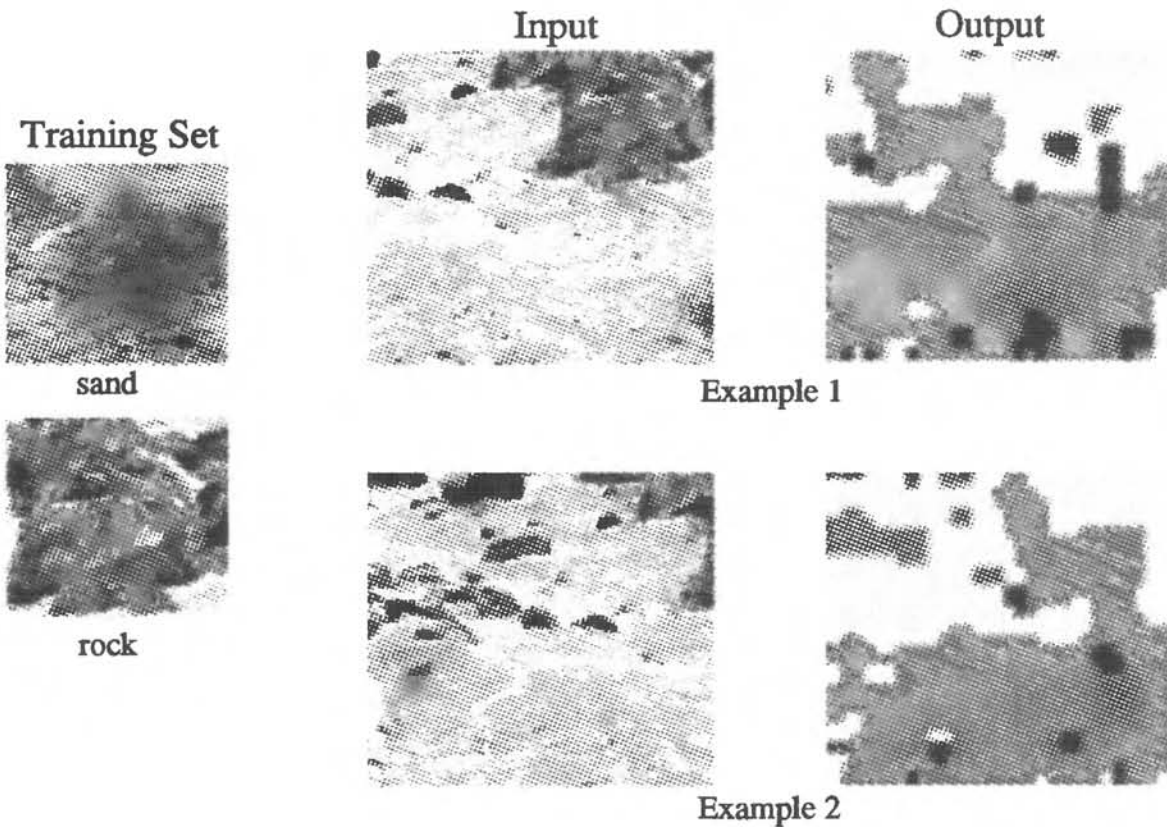 Input
Output
Training Set
sand
Example 1
rock
Example 2